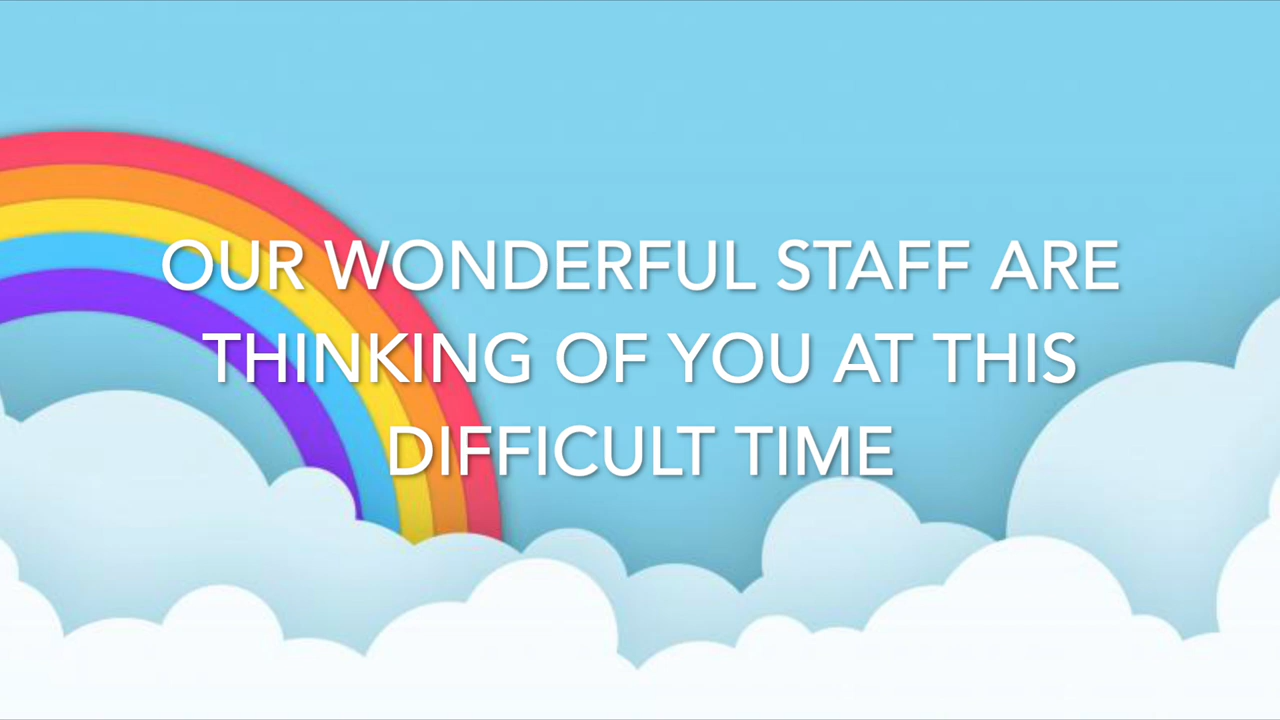 OUR WONDERFUL STAFF ARE
THINKING OF YOU AT THIS
DIFFICULT TIME